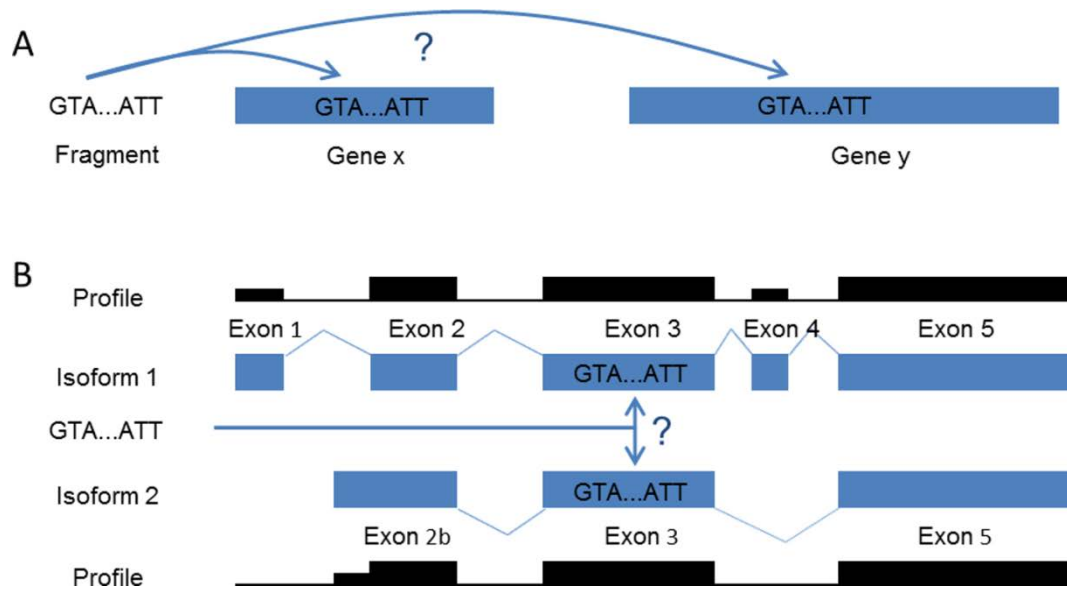 A
?
GTA...ATT GTA...ATT GTA...ATT
Fragment Gene x Gene y
B
Profile
Exon 1 Exon 2 Exon 3 Exon 4 Exon 5
Isoform 1 GTA...ATT
GTA...ATT ?
Isoform 2 GTA...ATT
Exon 2b Exon 3 Exon 5
Profile